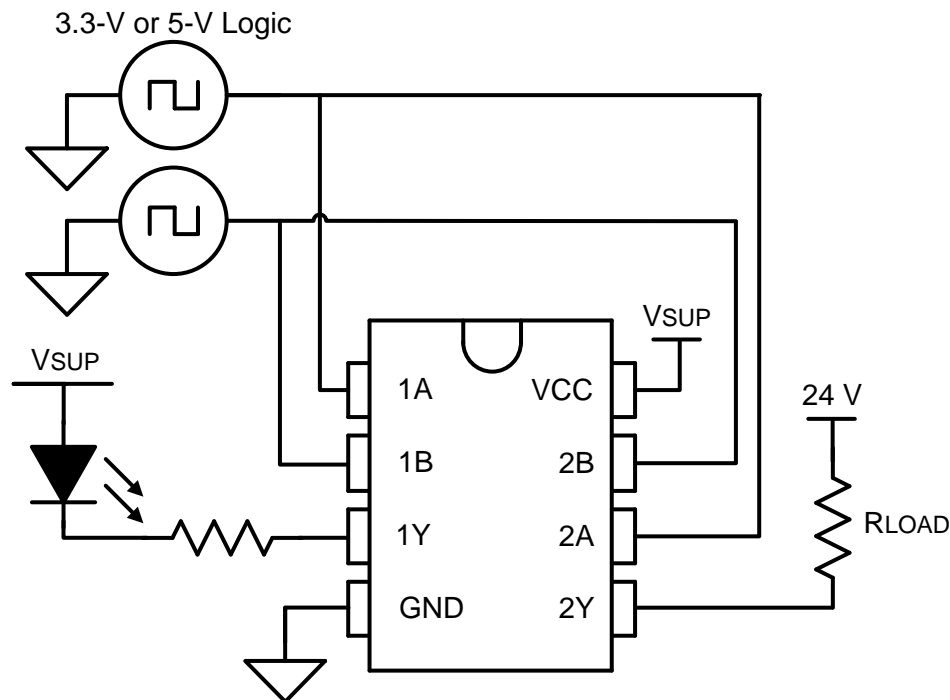 3.3-V or 5-V Logic
VSUP
VSUP
24 V
RLOAD
1A
VCC
1B
2B
1Y
2A
GND
2Y